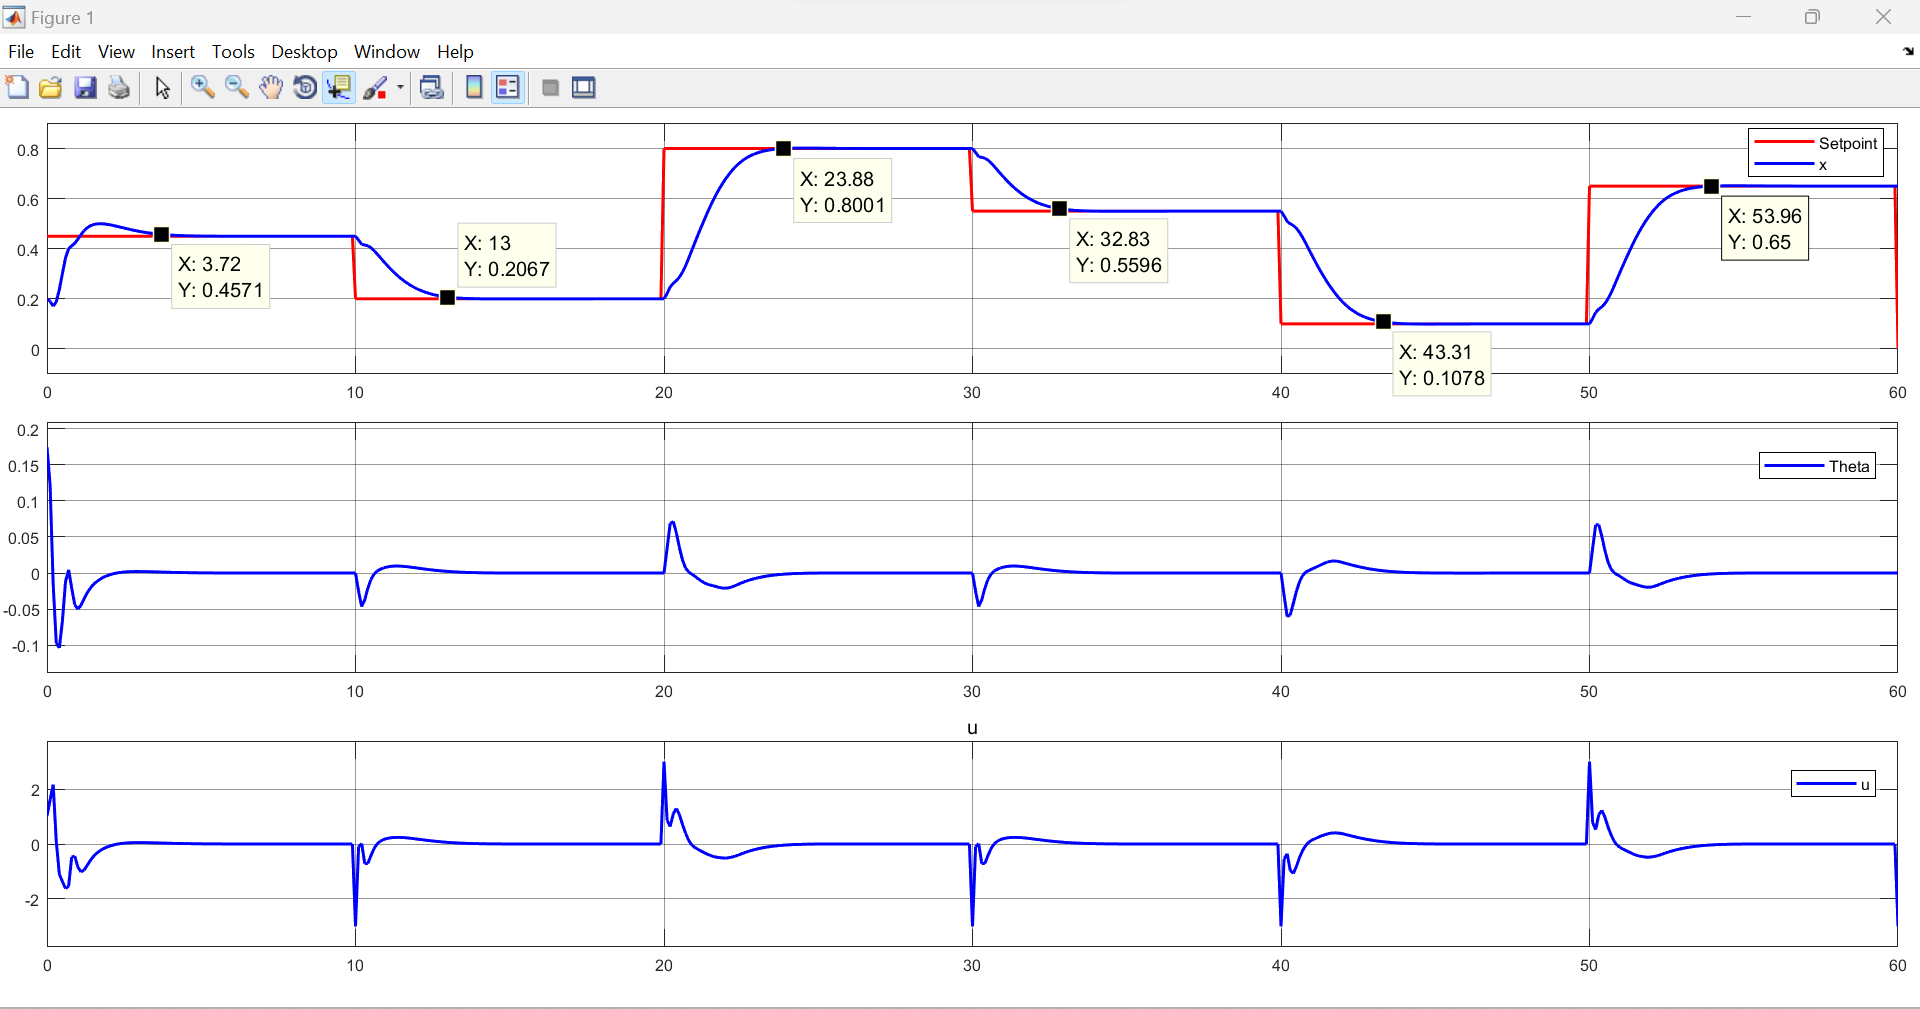 Figure 1
File Edit View Insert Tools Desktop Window Help
Setpoint
x
X: 3.72
Y: 0.4571
X: 13
Y: 0.2067
X: 23.88
Y: 0.8001
X: 32.83
Y: 0.5596
X: 43.31
Y: 0.1078
X: 53.96
Y: 0.65
0.8
0.6
0.4
0.2
0
0 10 20 30 40 50 60
Theta
0.2
0.15
0.1
0.05
0
-0.05
-0.1
0 10 20 30 40 50 60
u
u
2
0
-2
0 10 20 30 40 50 60